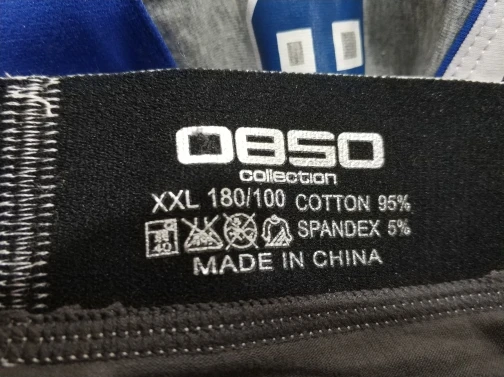 OBSO
collection
XXL 180/100 COTTON 95%
SPANDEX 5%
MADE IN CHINA